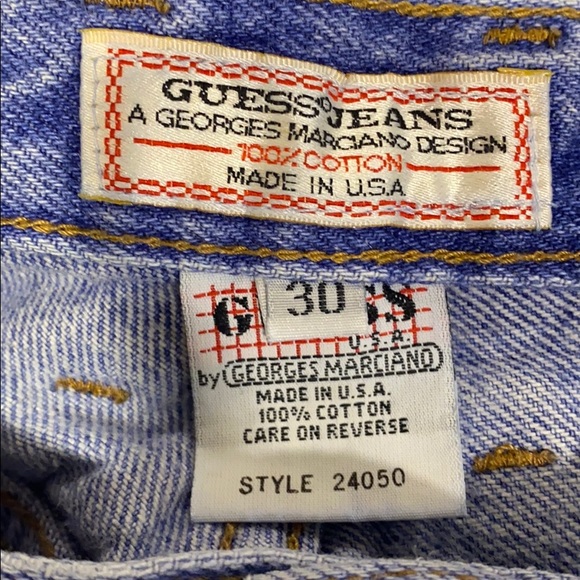 GUESS JEANS
A GEORGES MARCIANO DESIGN
100% COTTON
MADE IN U.S.A
30
U.S.A.
by GEORGES MARCIANO
MADE IN U.S.A.
100% COTTON
CARE ON REVERSE
STYLE 24050